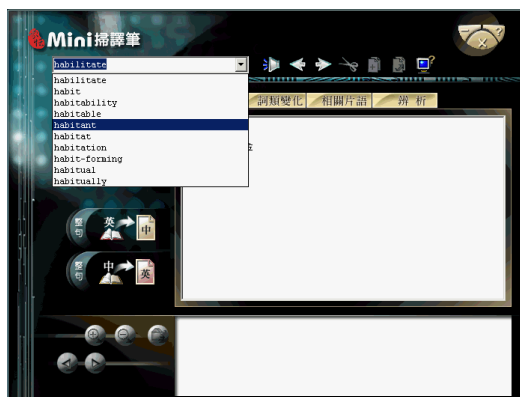 Mini掃譯筆
habilitate
habilitate
habit
habitability
habitable
habitant
habitat
habitation
habit-forming
habitual
habitually
詞類變化 相關片語 辨 析
整句 英 中
整句 中 英